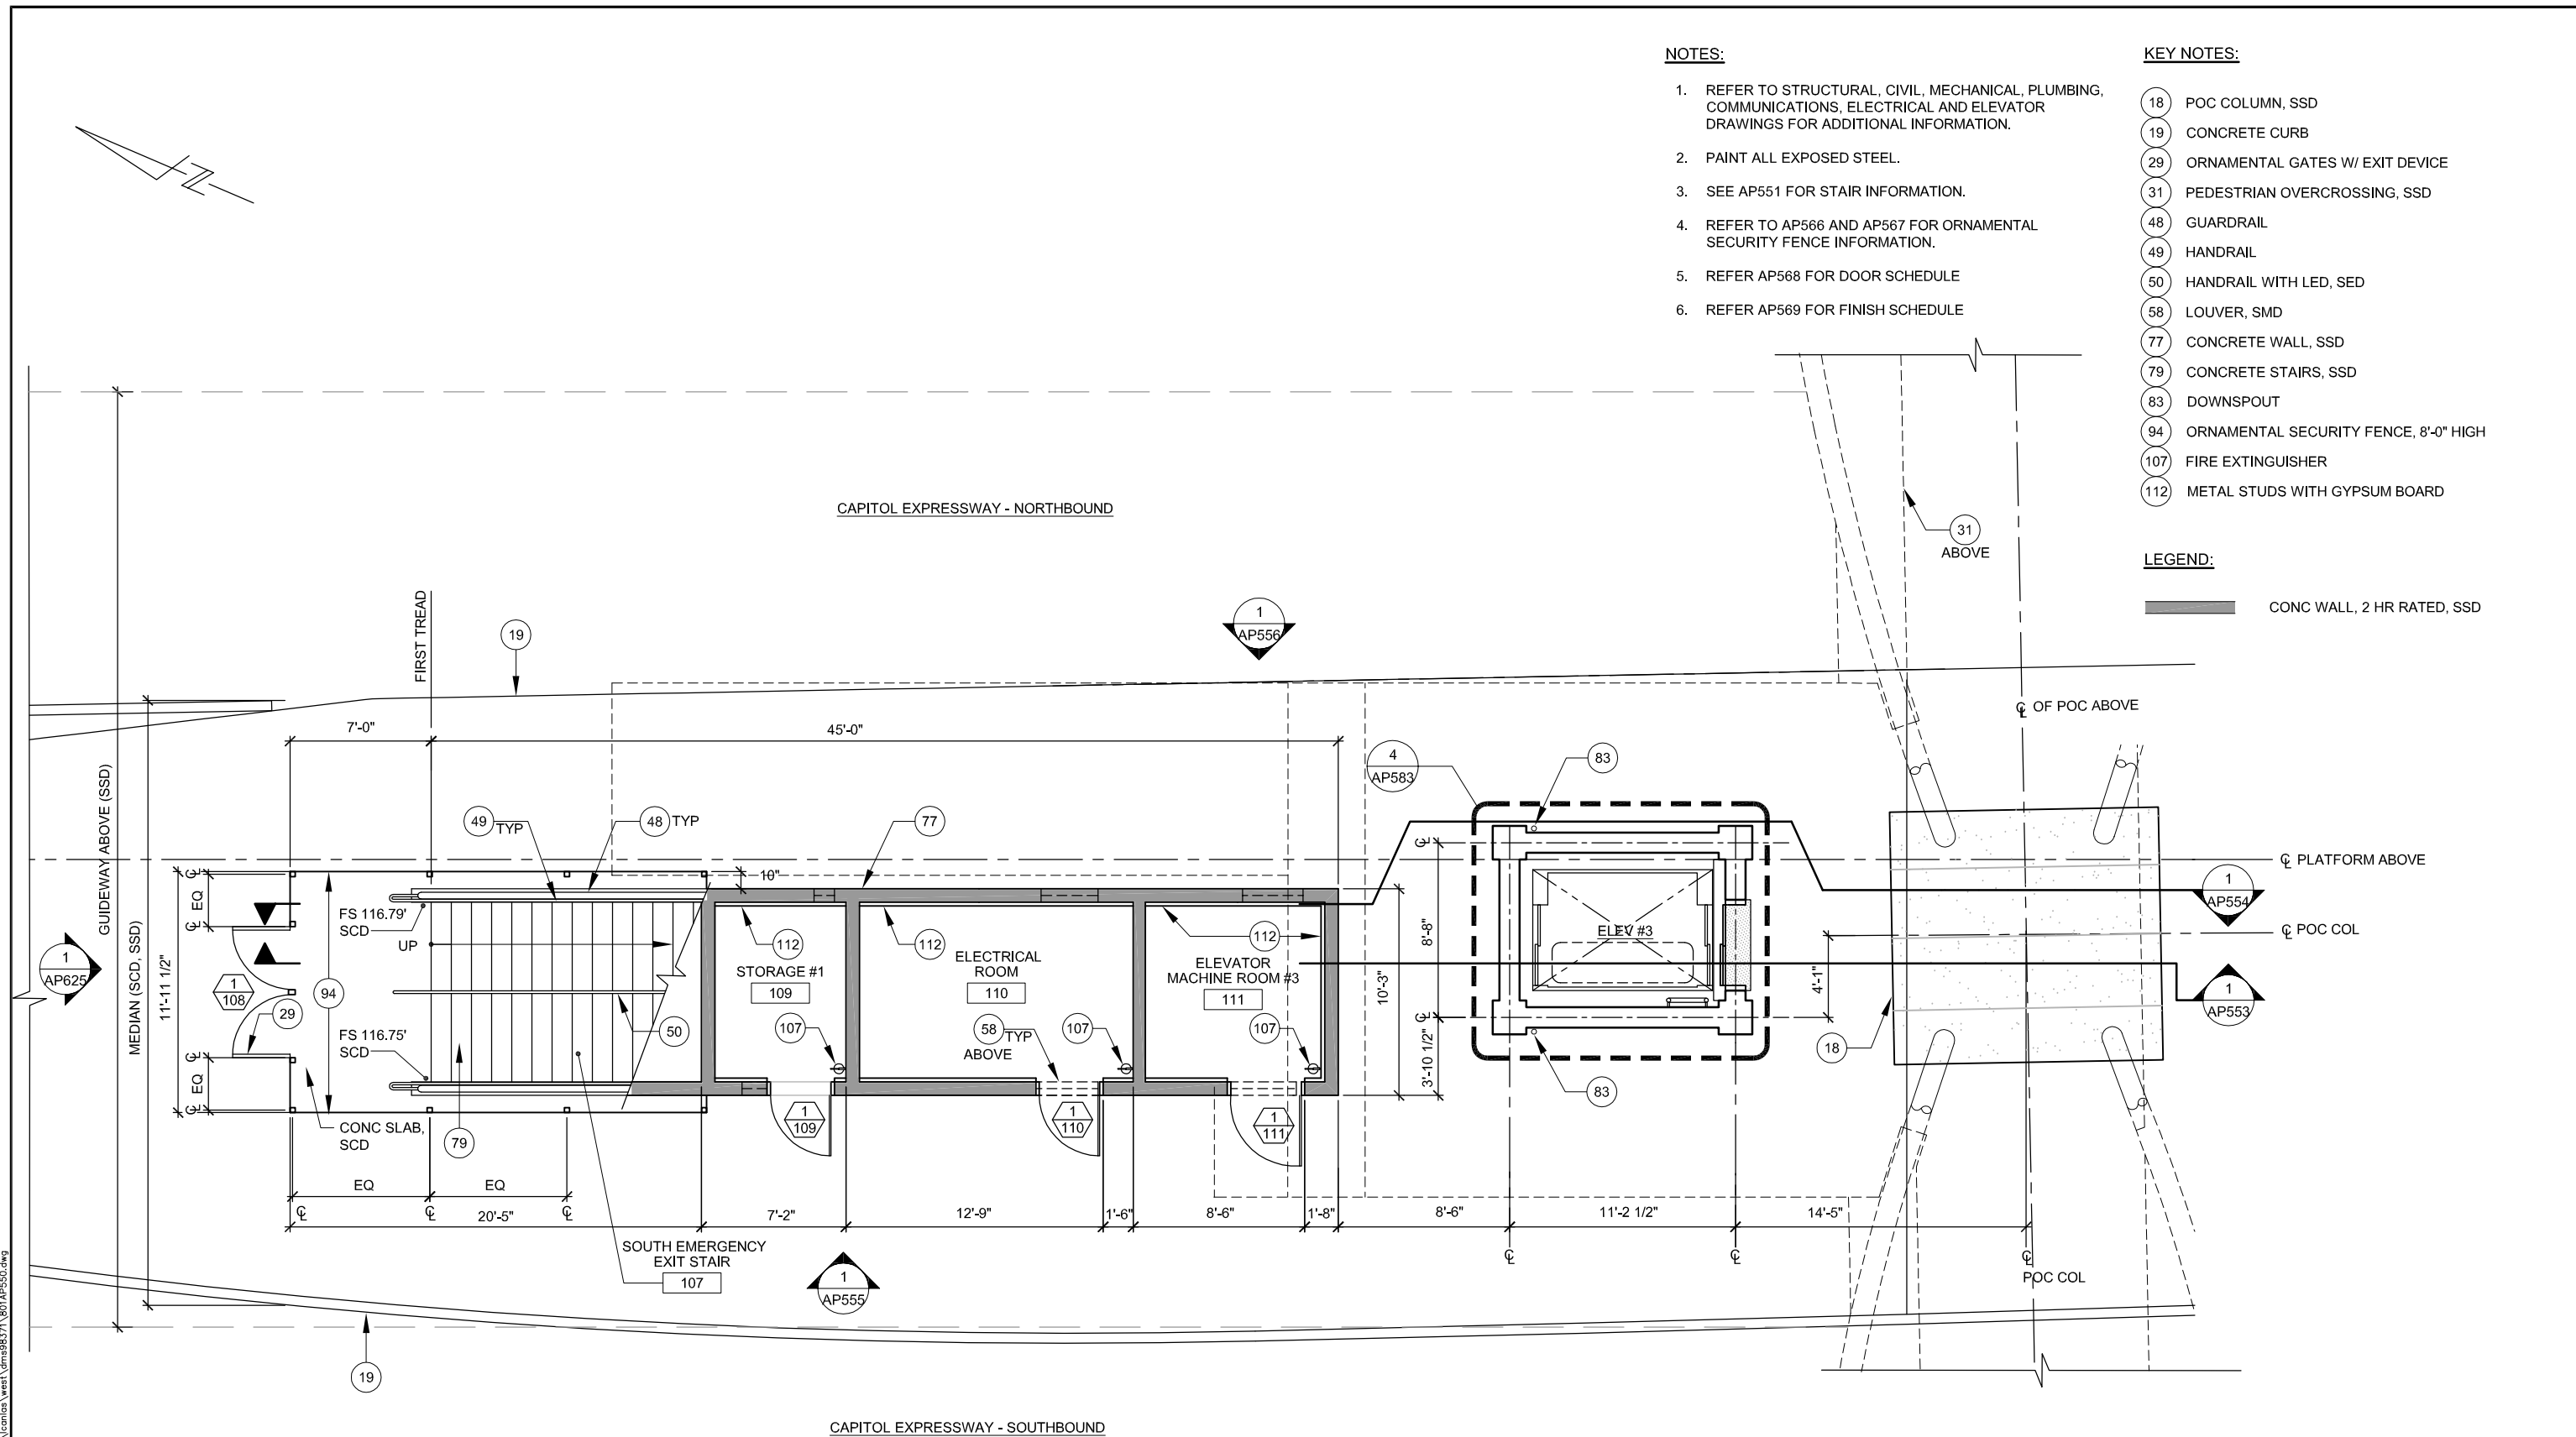 NOTES:
1. REFER TO STRUCTURAL, CIVIL, MECHANICAL, PLUMBING,
COMMUNICATIONS, ELECTRICAL AND ELEVATOR
DRAWINGS FOR ADDITIONAL INFORMATION.
2. PAINT ALL EXPOSED STEEL.
3. SEE AP551 FOR STAIR INFORMATION.
4. REFER TO AP566 AND AP567 FOR ORNAMENTAL
SECURITY FENCE INFORMATION.
5. REFER AP568 FOR DOOR SCHEDULE
6. REFER AP569 FOR FINISH SCHEDULE
KEY NOTES:
18 POC COLUMN, SSD
19 CONCRETE CURB
29 ORNAMENTAL GATES W/ EXIT DEVICE
31 PEDESTRIAN OVERCROSSING, SSD
48 GUARDRAIL
49 HANDRAIL
50 HANDRAIL WITH LED, SED
58 LOUVER, SMD
77 CONCRETE WALL, SSD
79 CONCRETE STAIRS, SSD
83 DOWNSPOUT
94 ORNAMENTAL SECURITY FENCE, 8'-0" HIGH
107 FIRE EXTINGUISHER
112 METAL STUDS WITH GYPSUM BOARD
LEGEND:
CONC WALL, 2 HR RATED, SSD
Z
CAPITOL EXPRESSWAY - NORTHBOUND
31
ABOVE
FIRST TREAD
19
1
AP556
℄ OF POC ABOVE
7'-0"
45'-0"
4
AP583
83
GUIDEWAY ABOVE (SSD)
MEDIAN (SCD, SSD)
11'-11 1/2"
49 TYP
48 TYP
77
10"
℄ PLATFORM ABOVE
℄
EQ
℄
FS 116.79'
SCD
UP
112
112
112
STORAGE #1
109
ELECTRICAL
ROOM
110
ELEVATOR
MACHINE ROOM #3
111
10'-3"
℄
8'-8"
℄
3'-10 1/2"
ELEV #3
4'-1"
1
AP554
℄ POC COL
1
AP553
1
AP625
1
108
94
29
50
107
58 TYP
ABOVE
107
107
18
FS 116.75'
SCD
℄
EQ
℄
83
CONC SLAB,
SCD
79
1
109
1
110
1
111
EQ
EQ
℄
℄
℄
20'-5"
7'-2"
12'-9"
1'-6"
8'-6"
1'-8"
8'-6"
11'-2 1/2"
14'-5"
℄
℄
℄
POC COL
SOUTH EMERGENCY
EXIT STAIR
107
1
AP555
19
CAPITOL EXPRESSWAY - SOUTHBOUND